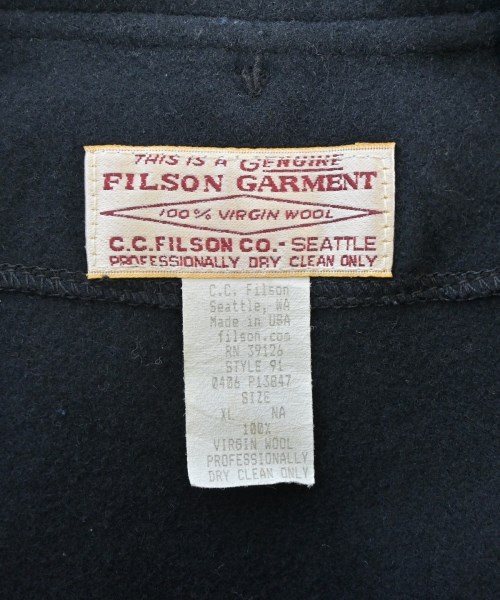 THIS IS A GENUINE
FILSON GARMENT
100% VIRGIN WOOL
C.C.FILSON CO.- SEATTLE
PROFESSIONALLY DRY CLEAN ONLY
C.C. Filson
Seattle, WA
Made in USA
filson.com
RN 39126
STYLE 91
0406 P13847
SIZE
XL NA
100%
VIRGIN WOOL
PROFESSIONALLY
DRY CLEAN ONLY